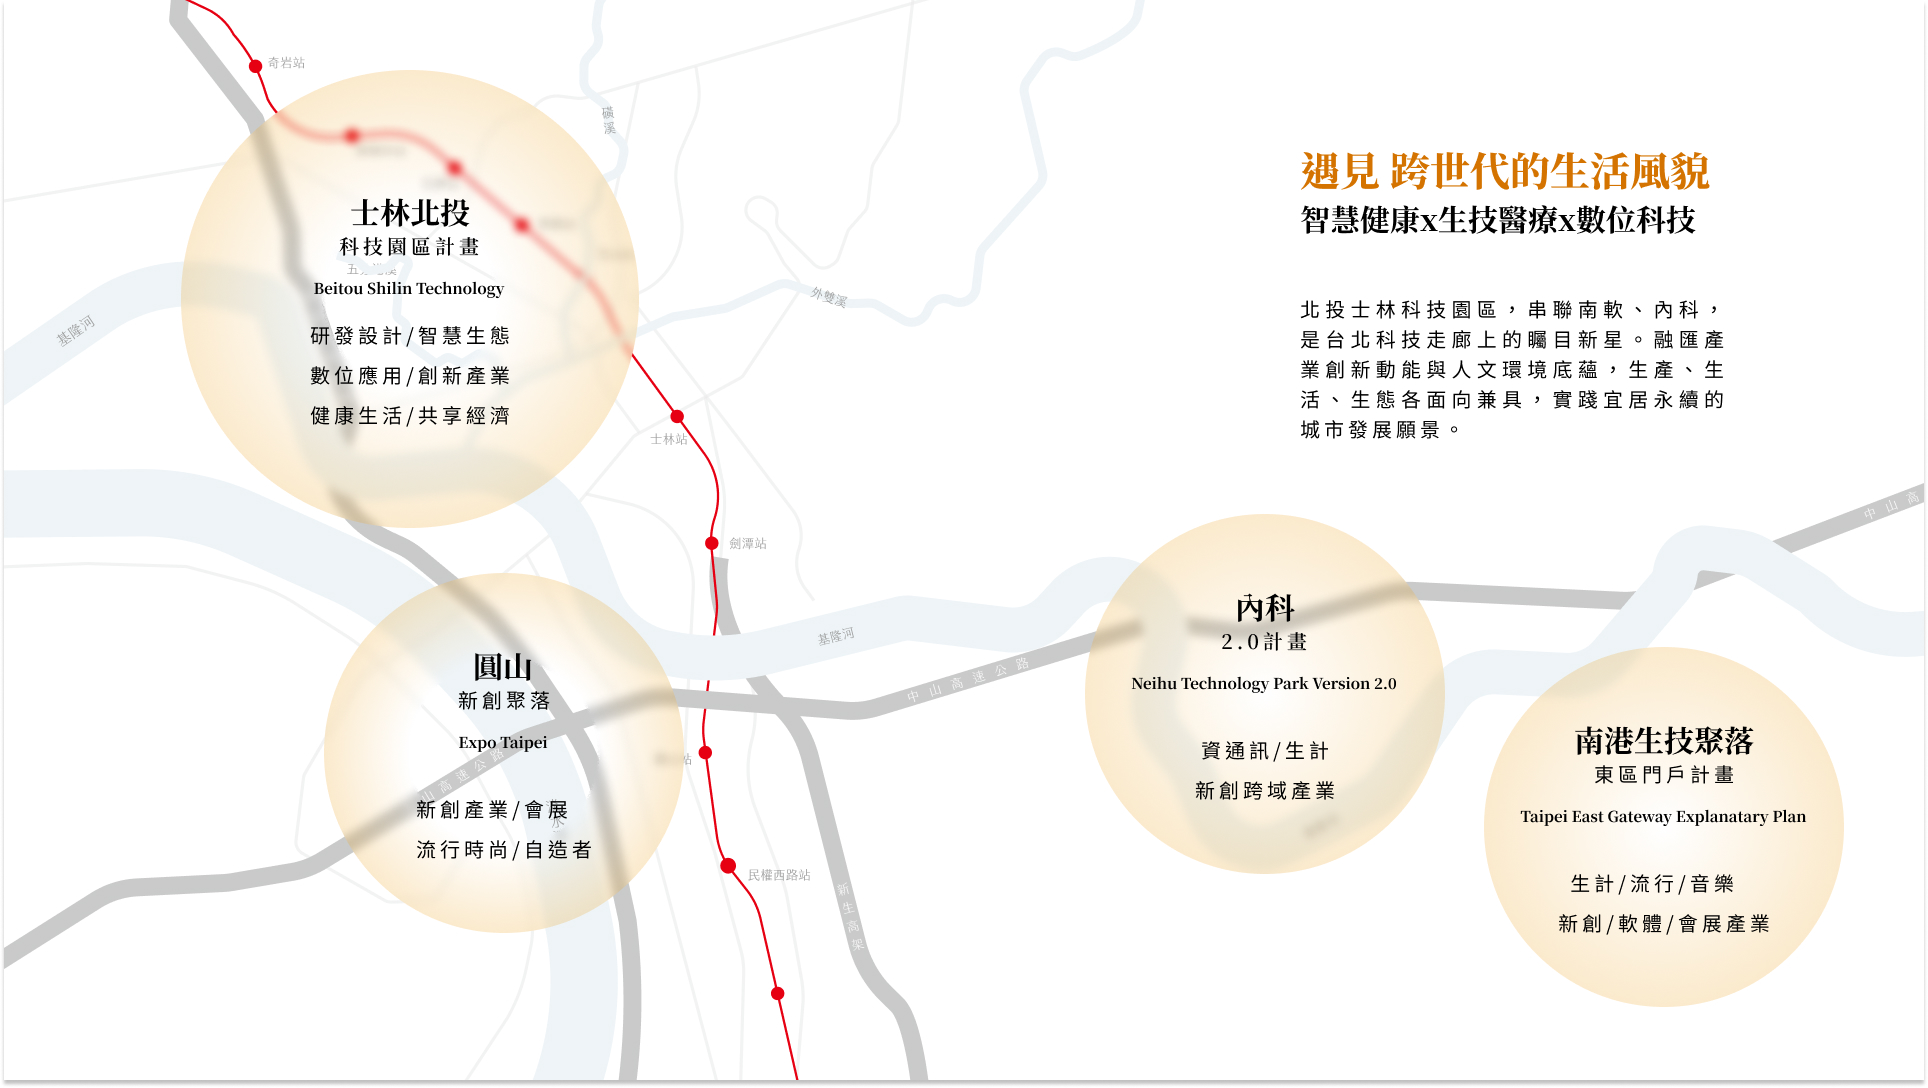 奇岩站
磺溪
士林北投
科技園區計畫
Beitou Shilin Technology
研發設計/智慧生態
數位應用/創新產業
健康生活/共享經濟
基隆河
外雙溪
士林站
劍潭站
遇見 跨世代的生活風貌
智慧健康x生技醫療x數位科技
北投士林科技園區，串聯南軟、內科，
是台北科技走廊上的矚目新星。融匯產
業創新動能與人文環境底蘊，生產、生
活、生態各面向兼具，實踐宜居永續的
城市發展願景。
中山高
基隆河
中山高速公路
圓山
新創聚落
Expo Taipei
山高速公路
新創產業/會展
水
流行時尚/自造者
站
民權西路站
新生高架
內科
2.0計畫
Neihu Technology Park Version 2.0
資通訊/生計
新創跨域產業
南港生技聚落
東區門戶計畫
Taipei East Gateway Explanatary Plan
生計/流行/音樂
新創/軟體/會展產業